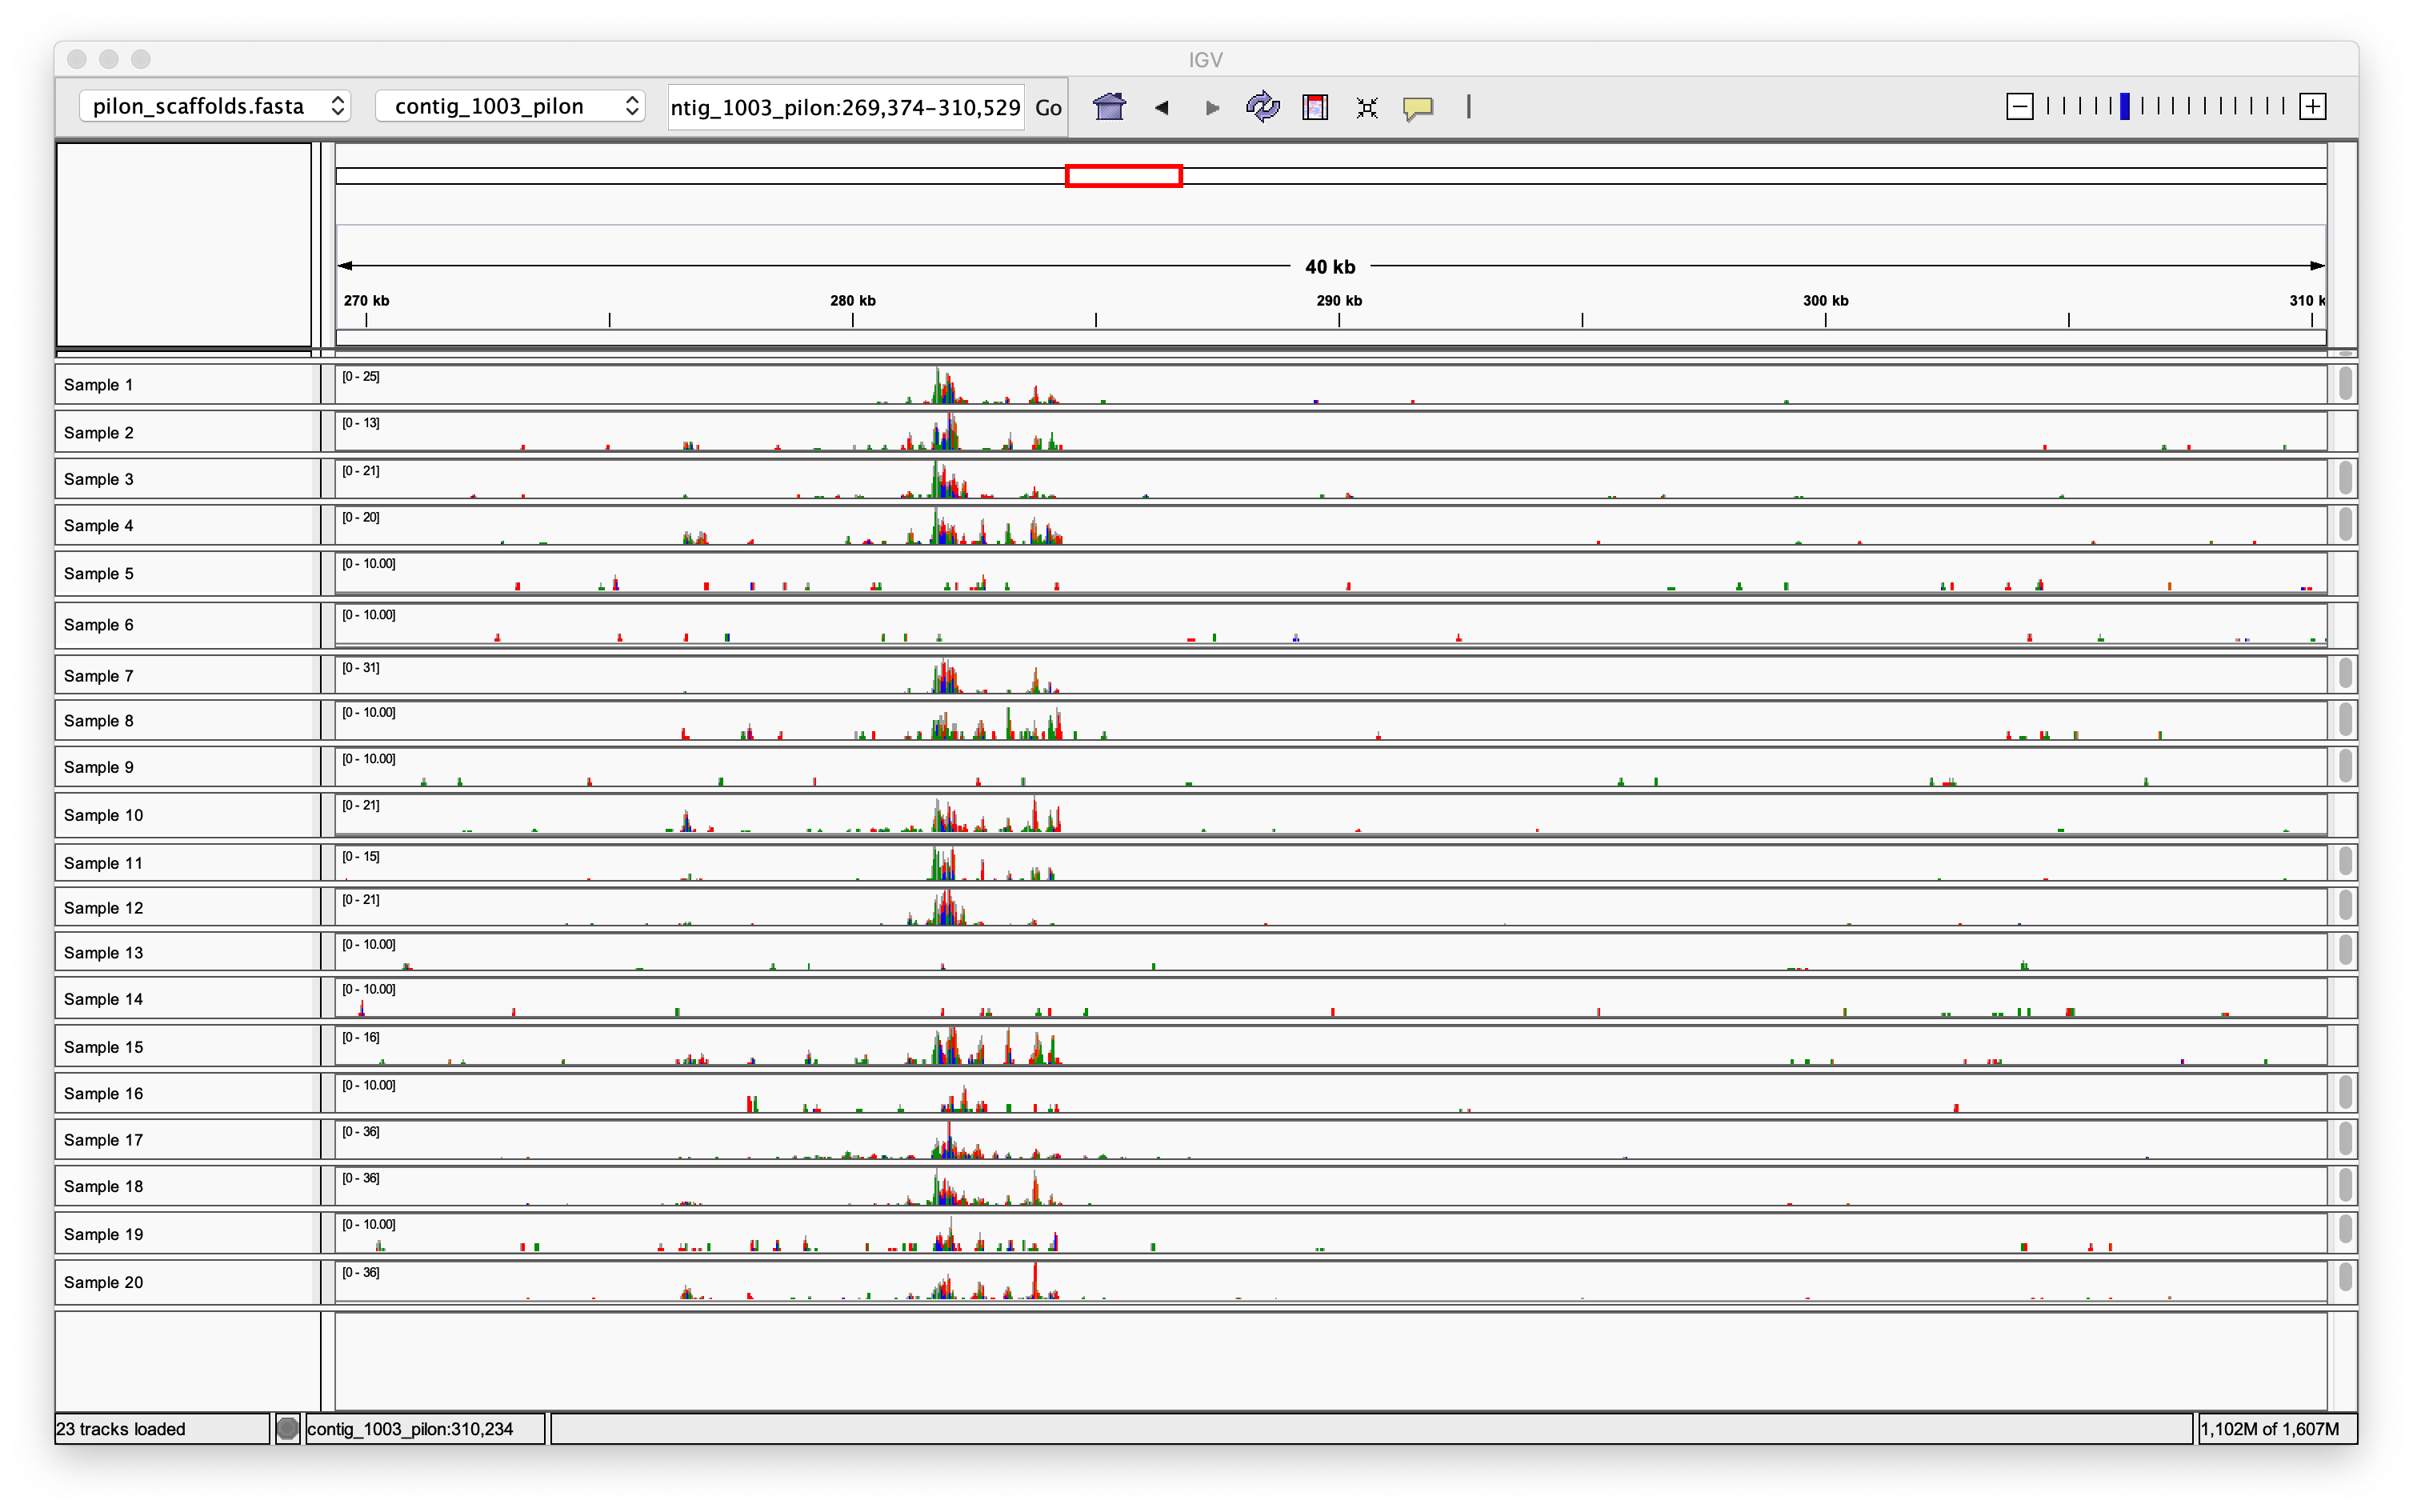 IGV
pilon_scaffolds.fasta contig_1003_pilon ntig_1003_pilon:269,374-310,529 Go
40 kb
270 kb 280 kb 290 kb 300 kb 310 k
Sample 1 [0 - 25]
Sample 2 [0 - 13]
Sample 3 [0 - 21]
Sample 4 [0 - 20]
Sample 5 [0 - 10.00]
Sample 6 [0 - 10.00]
Sample 7 [0 - 31]
Sample 8 [0 - 10.00]
Sample 9 [0 - 10.00]
Sample 10 [0 - 21]
Sample 11 [0 - 15]
Sample 12 [0 - 21]
Sample 13 [0 - 10.00]
Sample 14 [0 - 10.00]
Sample 15 [0 - 16]
Sample 16 [0 - 10.00]
Sample 17 [0 - 36]
Sample 18 [0 - 36]
Sample 19 [0 - 10.00]
Sample 20 [0 - 36]
23 tracks loaded contig_1003_pilon:310,234 1,102M of 1,607M